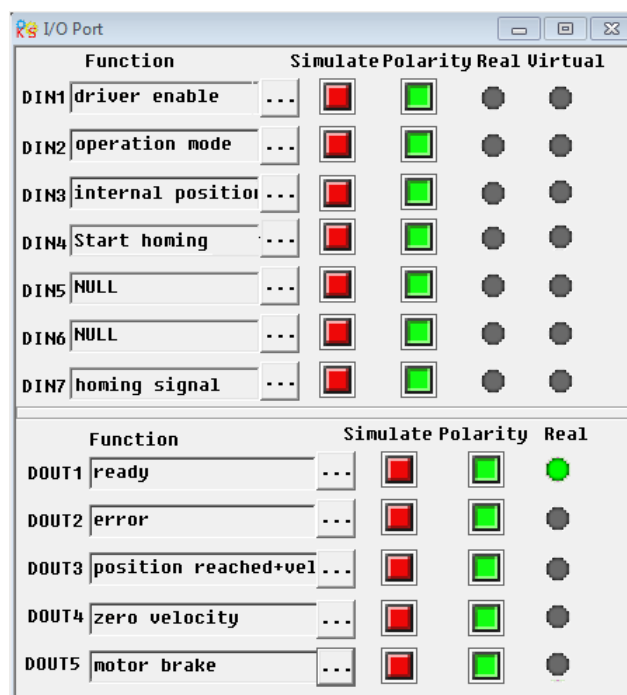 I/O Port
Function Simulate Polarity Real Virtual
DIN1 driver enable ...
DIN2 operation mode ...
DIN3 internal position ...
DIN4 Start homing ...
DIN5 NULL ...
DIN6 NULL ...
DIN7 homing signal ...
Function Simulate Polarity Real
DOUT1 ready ...
DOUT2 error ...
DOUT3 position reached+vel ...
DOUT4 zero velocity ...
DOUT5 motor brake ...